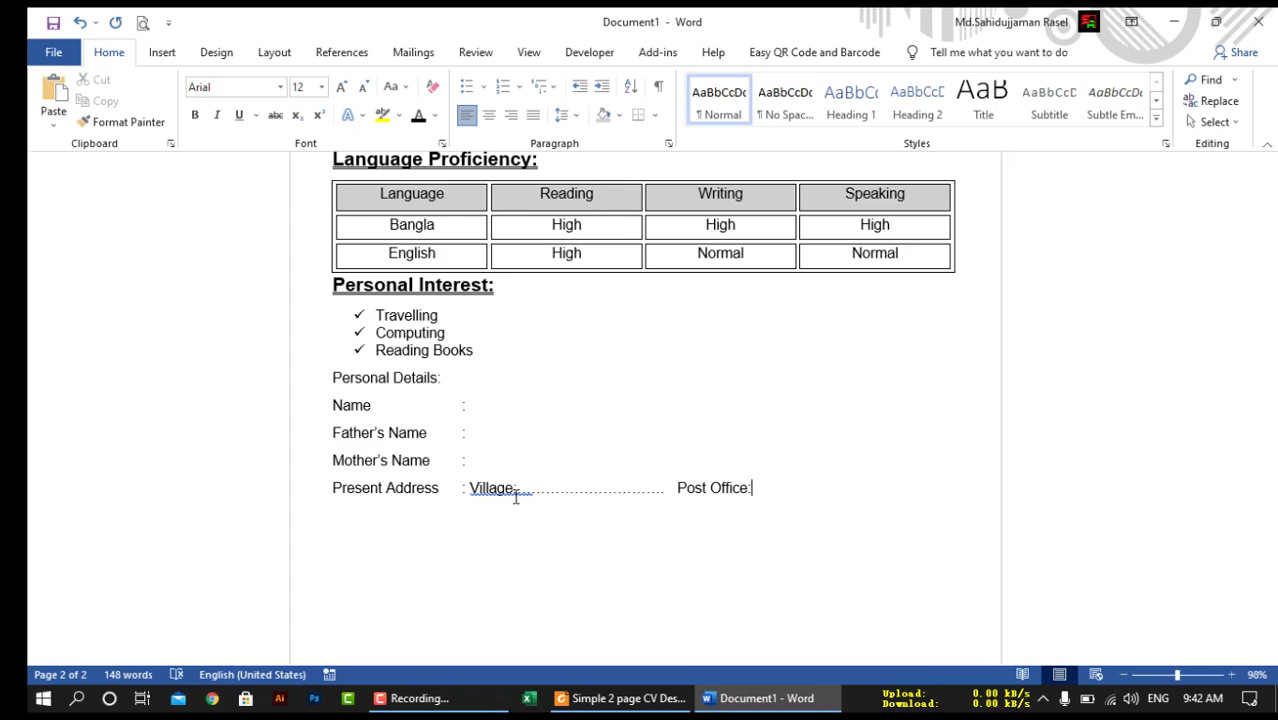 Document1 - Word
Md.Sahidujjaman Rasel
File Home Insert Design Layout References Mailings Review View Developer Add-ins Help Easy QR Code and Barcode Tell me what you want to do Share
Paste Cut Copy Format Painter
Arial 12 Aa
B I U abc x₂ x² A A
AaBbCcDc ¶ Normal
AaBbCcDc ¶ No Spac...
AaBbCc Heading 1
AaBbCcD Heading 2
AaB Title
AaBbCcD Subtitle
AaBbCcDc Subtle Em...
Find
Replace
Select
Clipboard Font Paragraph Styles Editing
Language Proficiency:
Language Reading Writing Speaking
Bangla High High High
English High Normal Normal
Personal Interest:
✓ Travelling
✓ Computing
✓ Reading Books
Personal Details:
Name :
Father’s Name :
Mother’s Name :
Present Address : Village:................................ Post Office:
Page 2 of 2 148 words English (United States) 98%
Recording... Simple 2 page CV Des... Document1 - Word Upload: 0.00 kB/s ENG 9:42 AM
Download: 0.00 kB/s